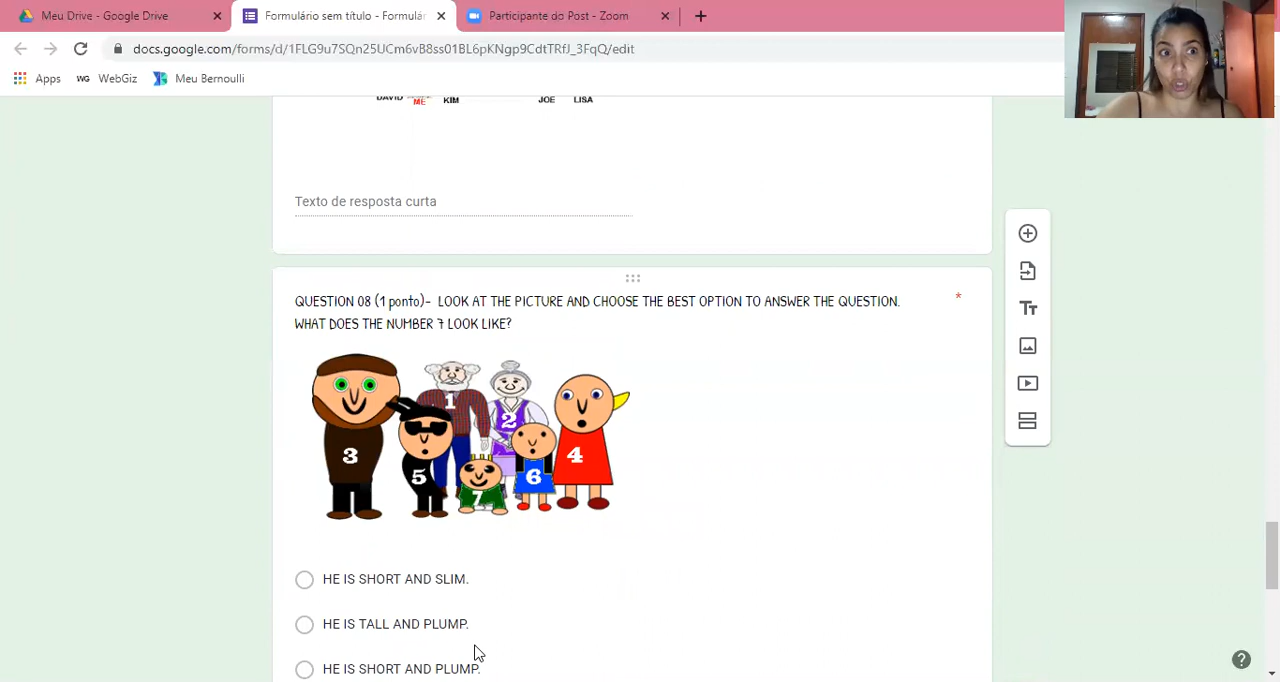 Meu Drive - Google Drive
Formulário sem título - Formulár
Participante do Post - Zoom
docs.google.com/forms/d/1FLG9u7SQn25UCm6vB8ss01BL6pKNgp9CdtTRfJ_3FqQ/edit
Apps
WG WebGiz
Meu Bernoulli
DAVID ME KIM JOE LISA
Texto de resposta curta
QUESTION 08 (1 ponto)- LOOK AT THE PICTURE AND CHOOSE THE BEST OPTION TO ANSWER THE QUESTION. *
WHAT DOES THE NUMBER 7 LOOK LIKE?
1
2
3
4
5
6
7
HE IS SHORT AND SLIM.
HE IS TALL AND PLUMP.
HE IS SHORT AND PLUMP.
Tт
?